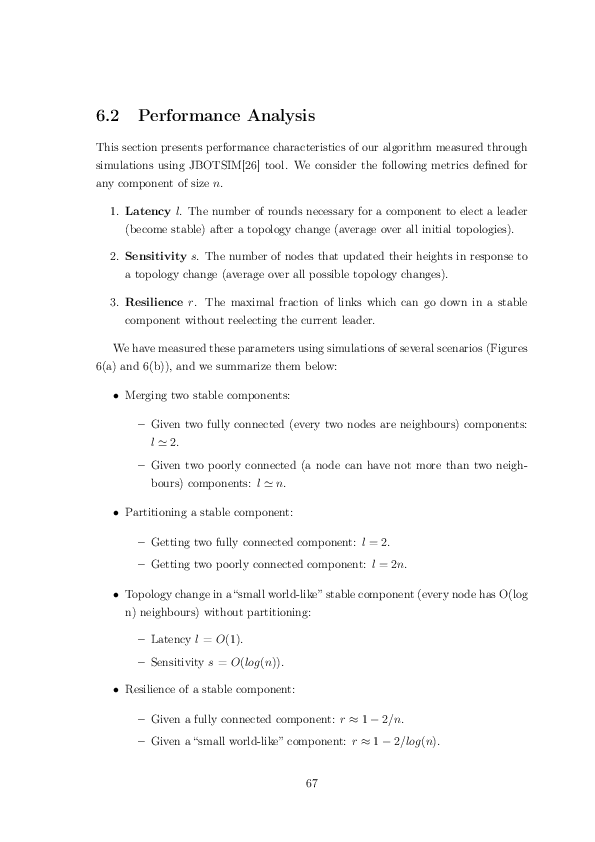 6.2 Performance Analysis
This section presents performance characteristics of our algorithm measured through
simulations using JBOTSIM[26] tool. We consider the following metrics defined for
any component of size n.
1. Latency l. The number of rounds necessary for a component to elect a leader
(become stable) after a topology change (average over all initial topologies).
2. Sensitivity s. The number of nodes that updated their heights in response to
a topology change (average over all possible topology changes).
3. Resilience r. The maximal fraction of links which can go down in a stable
component without reelecting the current leader.
We have measured these parameters using simulations of several scenarios (Figures
6(a) and 6(b)), and we summarize them below:
• Merging two stable components:
– Given two fully connected (every two nodes are neighbours) components:
l ≃ 2.
– Given two poorly connected (a node can have not more than two neigh-
bours) components: l ≃ n.
• Partitioning a stable component:
– Getting two fully connected component: l = 2.
– Getting two poorly connected component: l = 2n.
• Topology change in a“small world-like” stable component (every node has O(log
n) neighbours) without partitioning:
– Latency l = O(1).
– Sensitivity s = O(log(n)).
• Resilience of a stable component:
– Given a fully connected component: r ≈ 1 − 2/n.
– Given a “small world-like” component: r ≈ 1 − 2/log(n).
67